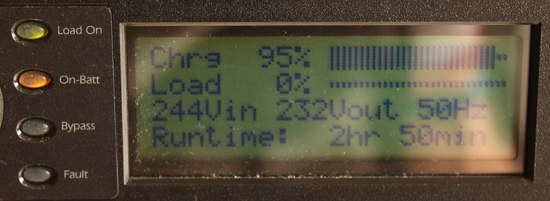 Load On
On-Batt
Bypass
Fault
Chrg 95%
Load 0%
244Vin 232Vout 50Hz
Runtime: 2hr 50min